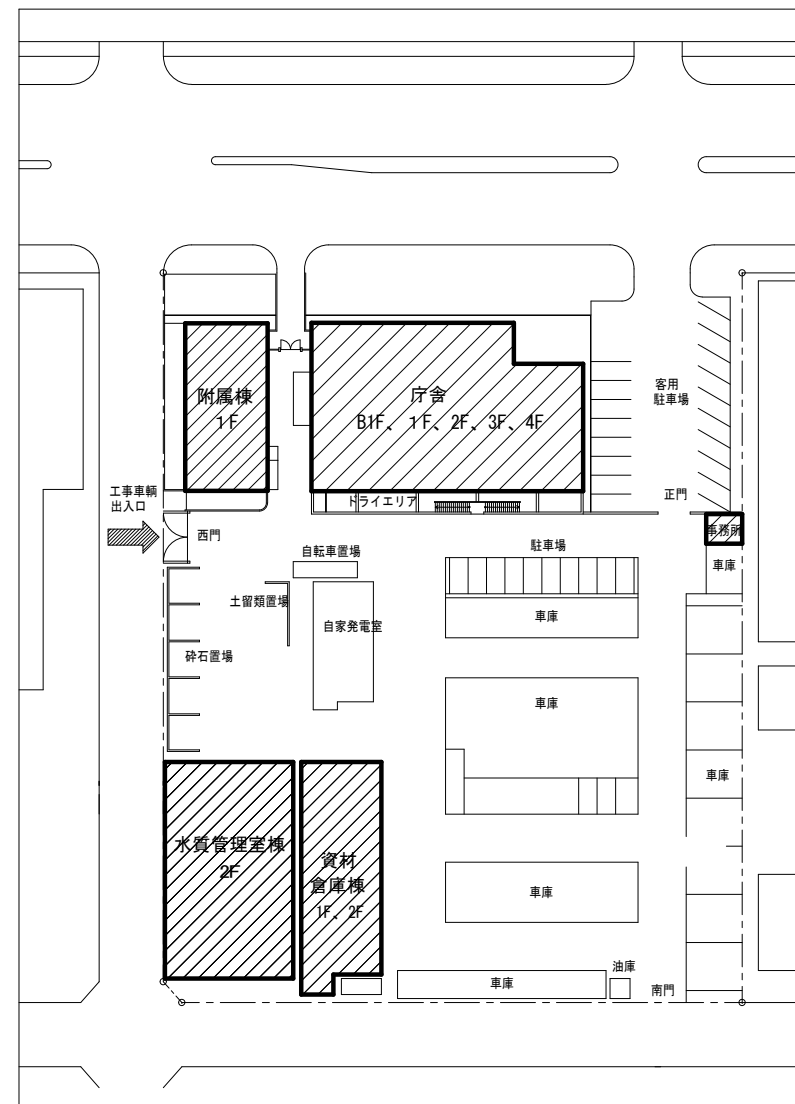 附属棟
1F
庁舎
B1F、1F、2F、3F、4F
客用
駐車場
工事車輌
出入口
ドライエリア
正門
西門
事務所
自転車置場
駐車場
車庫
土留類置場
自家発電室
車庫
砕石置場
車庫
車庫
水質管理室棟
2F
資材
倉庫棟
1F、2F
車庫
油庫
車庫
南門